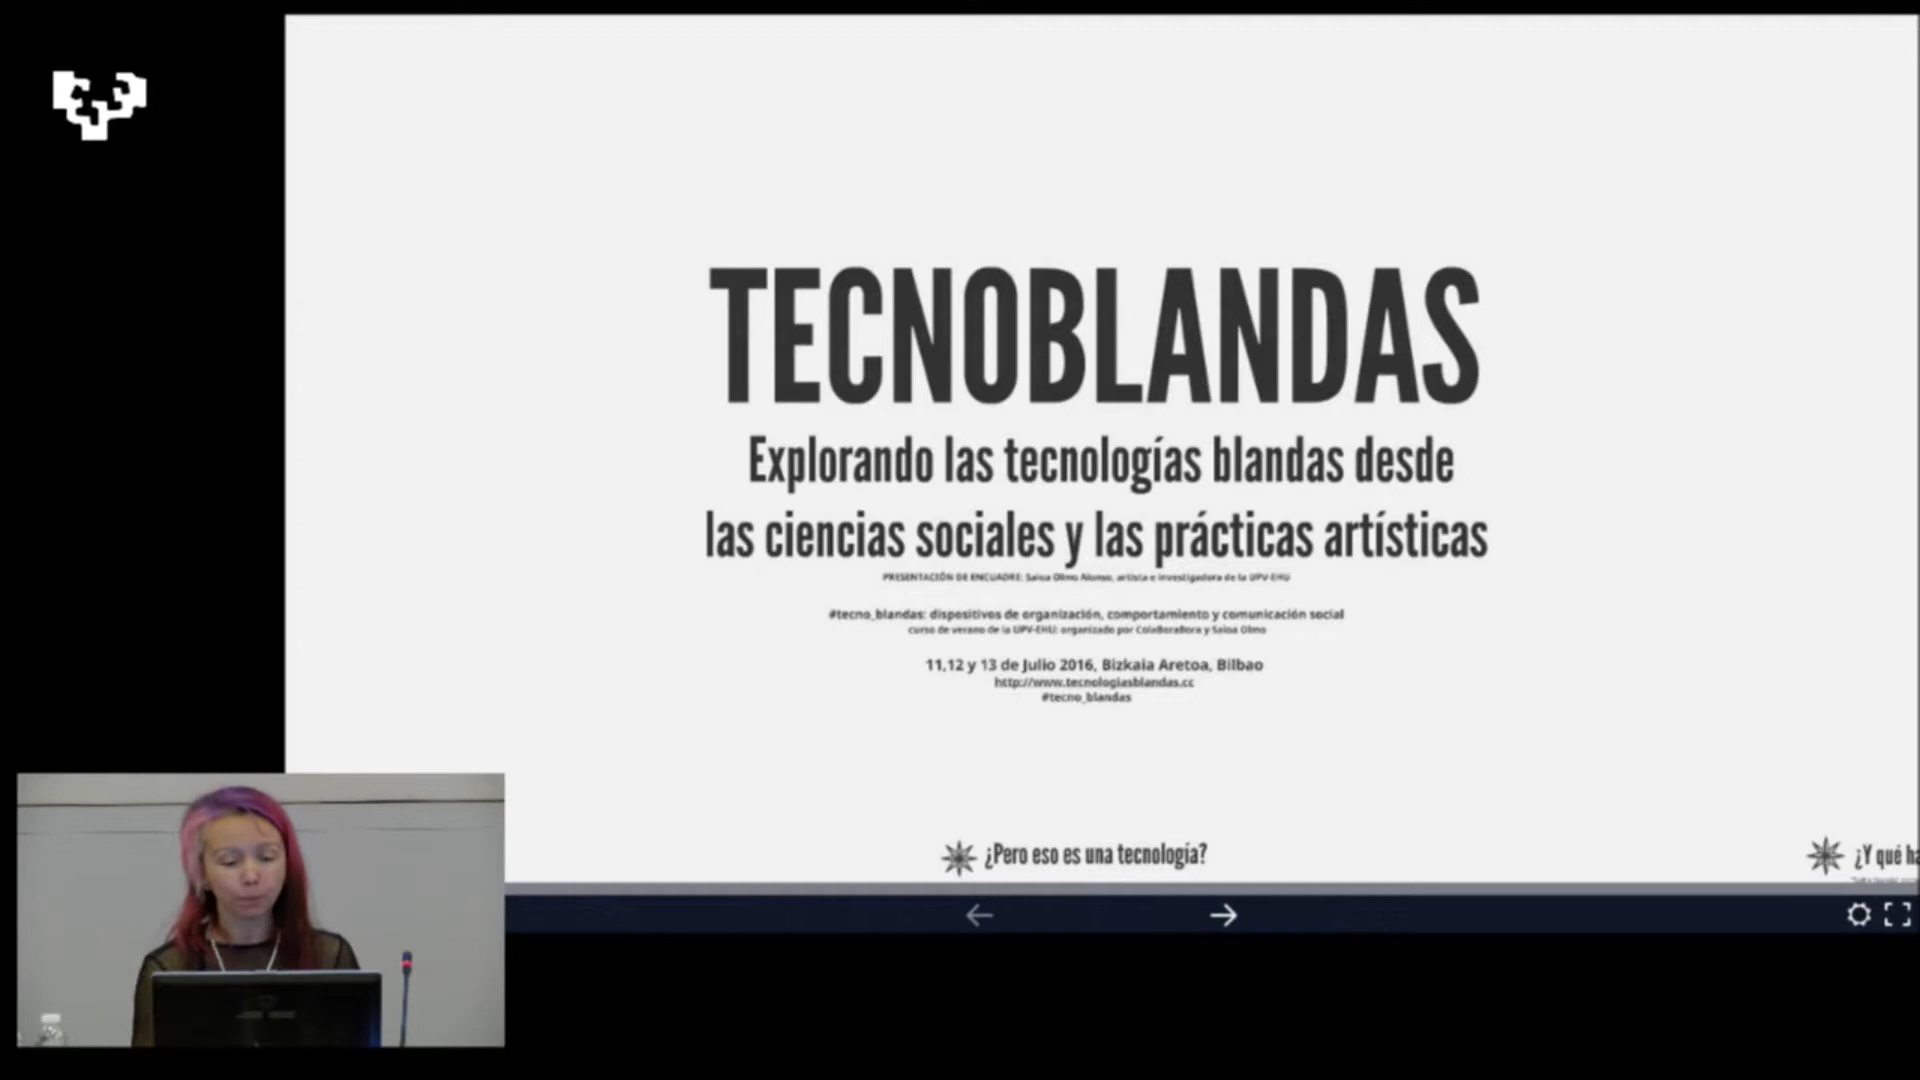 TECNOBLANDAS
Explorando las tecnologías blandas desde
las ciencias sociales y las prácticas artísticas
PRESENTACIÓN DE ENCUADRE: Saioa Olmo Alonso, artista e investigadora de la UPV-EHU
#tecno_blandas: dispositivos de organización, comportamiento y comunicación social
curso de verano de la UPV-EHU: organizado por ColaBoraBora y Saioa Olmo
11,12 y 13 de Julio 2016, Bizkaia Aretoa, Bilbao
http://www.tecnologiasblandas.cc
#tecno_blandas
¿Pero eso es una tecnología?
¿Y qué ha